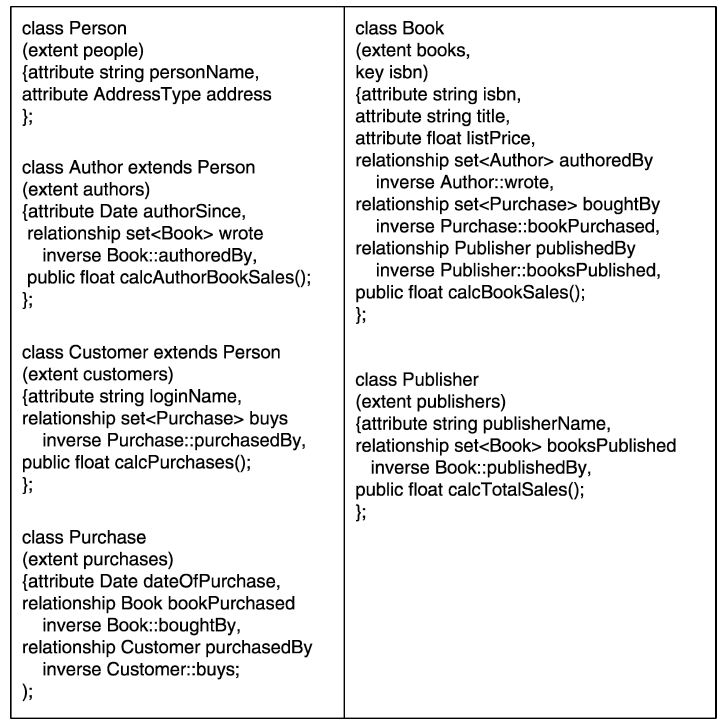 class Person
(extent people)
{attribute string personName,
attribute AddressType address
};
class Author extends Person
(extent authors)
{attribute Date authorSince,
relationship set<Book> wrote
inverse Book::authoredBy,
public float calcAuthorBookSales();
};
class Customer extends Person
(extent customers)
{attribute string loginName,
relationship set<Purchase> buys
inverse Purchase::purchasedBy,
public float calcPurchases();
};
class Purchase
(extent purchases)
{attribute Date dateOfPurchase,
relationship Book bookPurchased
inverse Book::boughtBy,
relationship Customer purchasedBy
inverse Customer::buys;
);
class Book
(extent books,
key isbn)
{attribute string isbn,
attribute string title,
attribute float listPrice,
relationship set<Author> authoredBy
inverse Author::wrote,
relationship set<Purchase> boughtBy
inverse Purchase::bookPurchased,
relationship Publisher publishedBy
inverse Publisher::booksPublished,
public float calcBookSales();
};
class Publisher
(extent publishers)
{attribute string publisherName,
relationship set<Book> booksPublished
inverse Book::publishedBy,
public float calcTotalSales();
};